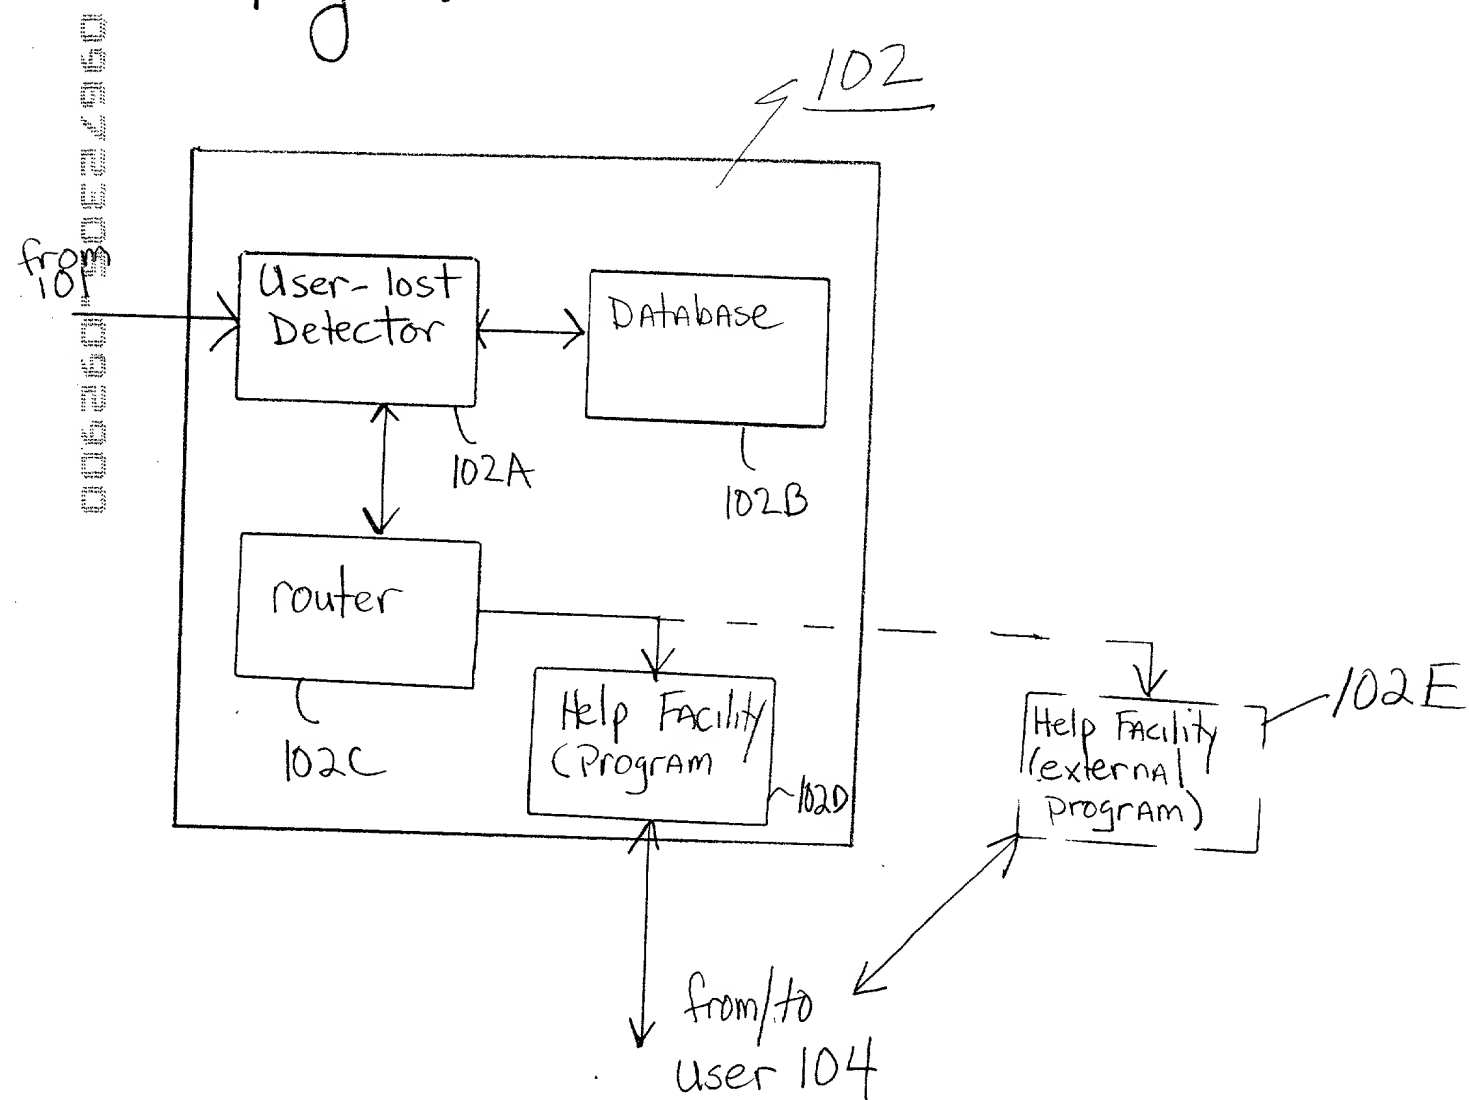 102
from
101
User-lost
Detector
Database
102A
102B
router
102C
Help Facility
(Program
102D
Help Facility
(external
program)
102E
from/to
user 104